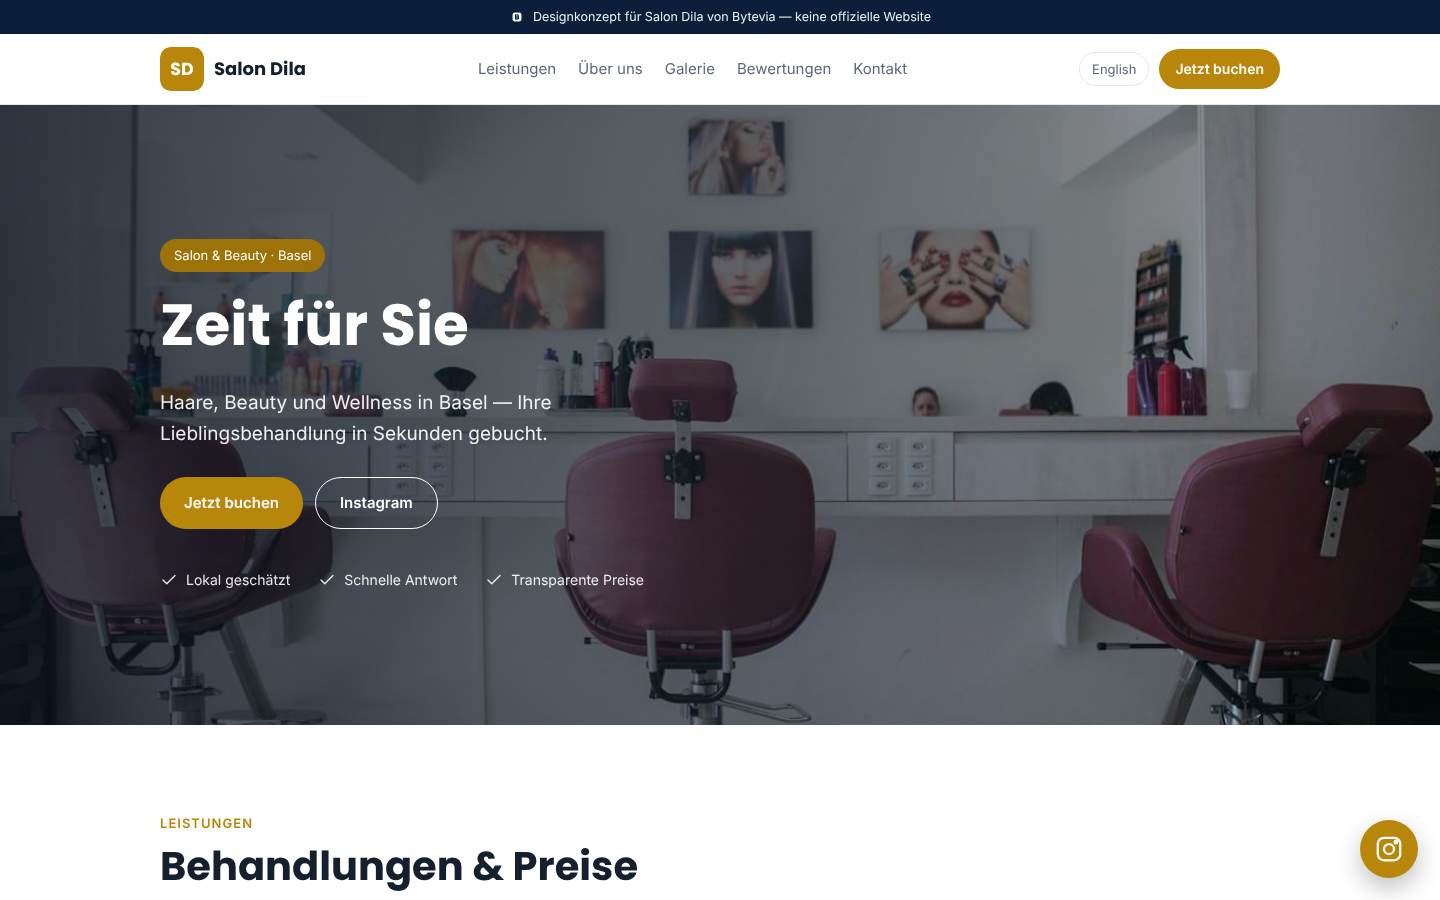 Designkonzept für Salon Dila von Bytevia — keine offizielle Website
SD Salon Dila
Leistungen Über uns Galerie Bewertungen Kontakt
English
Jetzt buchen
Salon & Beauty · Basel
Zeit für Sie
Haare, Beauty und Wellness in Basel — Ihre
Lieblingsbehandlung in Sekunden gebucht.
Jetzt buchen
Instagram
Lokal geschätzt
Schnelle Antwort
Transparente Preise
LEISTUNGEN
Behandlungen & Preise